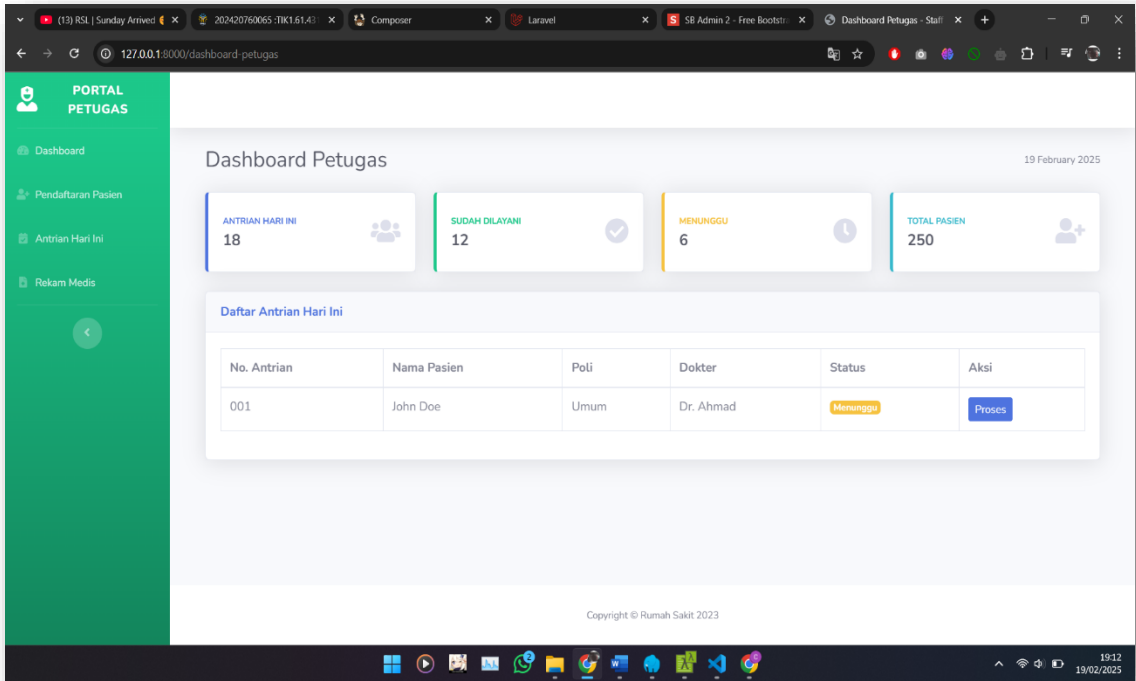 (13) RSL | Sunday Arrived
202420760065 :TIK1.61.43
Composer
Laravel
SB Admin 2 - Free Bootstr
Dashboard Petugas - Staff
127.0.0.1:8000/dashboard-petugas
PORTAL
PETUGAS
Dashboard
Pendaftaran Pasien
Antrian Hari Ini
Rekam Medis
Dashboard Petugas
19 February 2025
ANTRIAN HARI INI
18
SUDAH DILAYANI
12
MENUNGGU
6
TOTAL PASIEN
250
Daftar Antrian Hari Ini
No. Antrian Nama Pasien Poli Dokter Status Aksi
001 John Doe Umum Dr. Ahmad Menunggu Proses
Copyright © Rumah Sakit 2023
19:12
19/02/2025